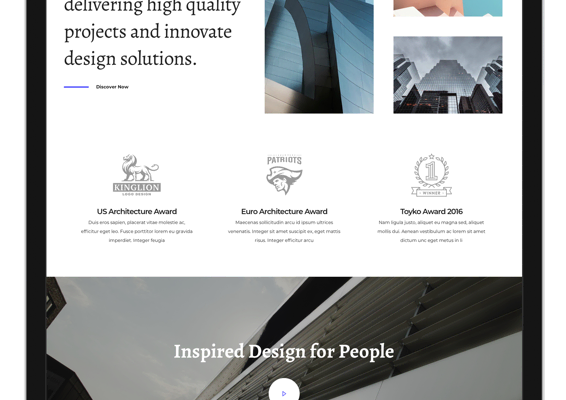 delivering high quality
projects and innovate
design solutions.
Discover Now
KINGLION
LOGO DESIGN
PATRIOTS
1
WINNER
US Architecture Award
Duis eros sapien, placerat vitae molestie ac,
efficitur eget leo. Fusce porttitor lorem eu gravida
imperdiet. Integer feugia
Euro Architecture Award
Maecenas sollicitudin arcu id ipsum ultrices
venenatis. Integer sit amet suscipit ex, eget mattis
risus. Integer efficitur arcu
Toyko Award 2016
Nam ligula justo, aliquet eu magna sed, aliquet
mollis dui. Aenean vestibulum ac lorem sit amet
dictum unc eget metus in li
Inspired Design for People